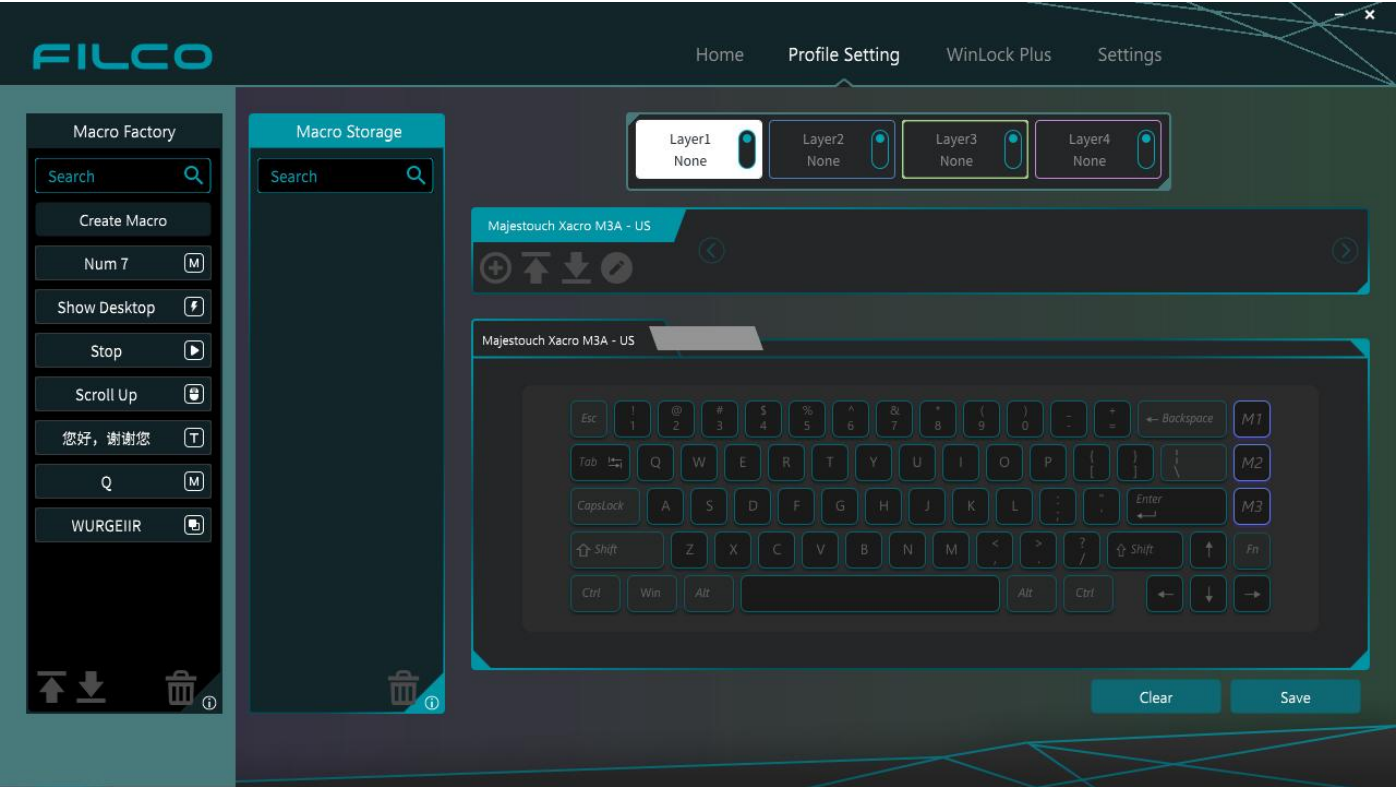 FILCO
Home Profile Setting WinLock Plus Settings
Macro Factory
Search
Create Macro
Num 7 M
Show Desktop
Stop
Scroll Up
您好，谢谢您 T
Q M
WURGEIIR
Macro Storage
Search
Layer1 Layer2 Layer3 Layer4
None None None None
Majestouch Xacro M3A - US
Majestouch Xacro M3A - US
Esc ! 1 @ 2 # 3 $ 4 % 5 ^ 6 & 7 * 8 ( 9 ) 0 _ - + = ← Backspace M1
Tab Q W E R T Y U I O P { [ } ] ¦ \ M2
CapsLock A S D F G H J K L : ; " ' Enter M3
⇧ Shift Z X C V B N M < , > . ? / ⇧ Shift ↑ Fn
Ctrl Win Alt Alt Ctrl ← ↓ →
Clear Save